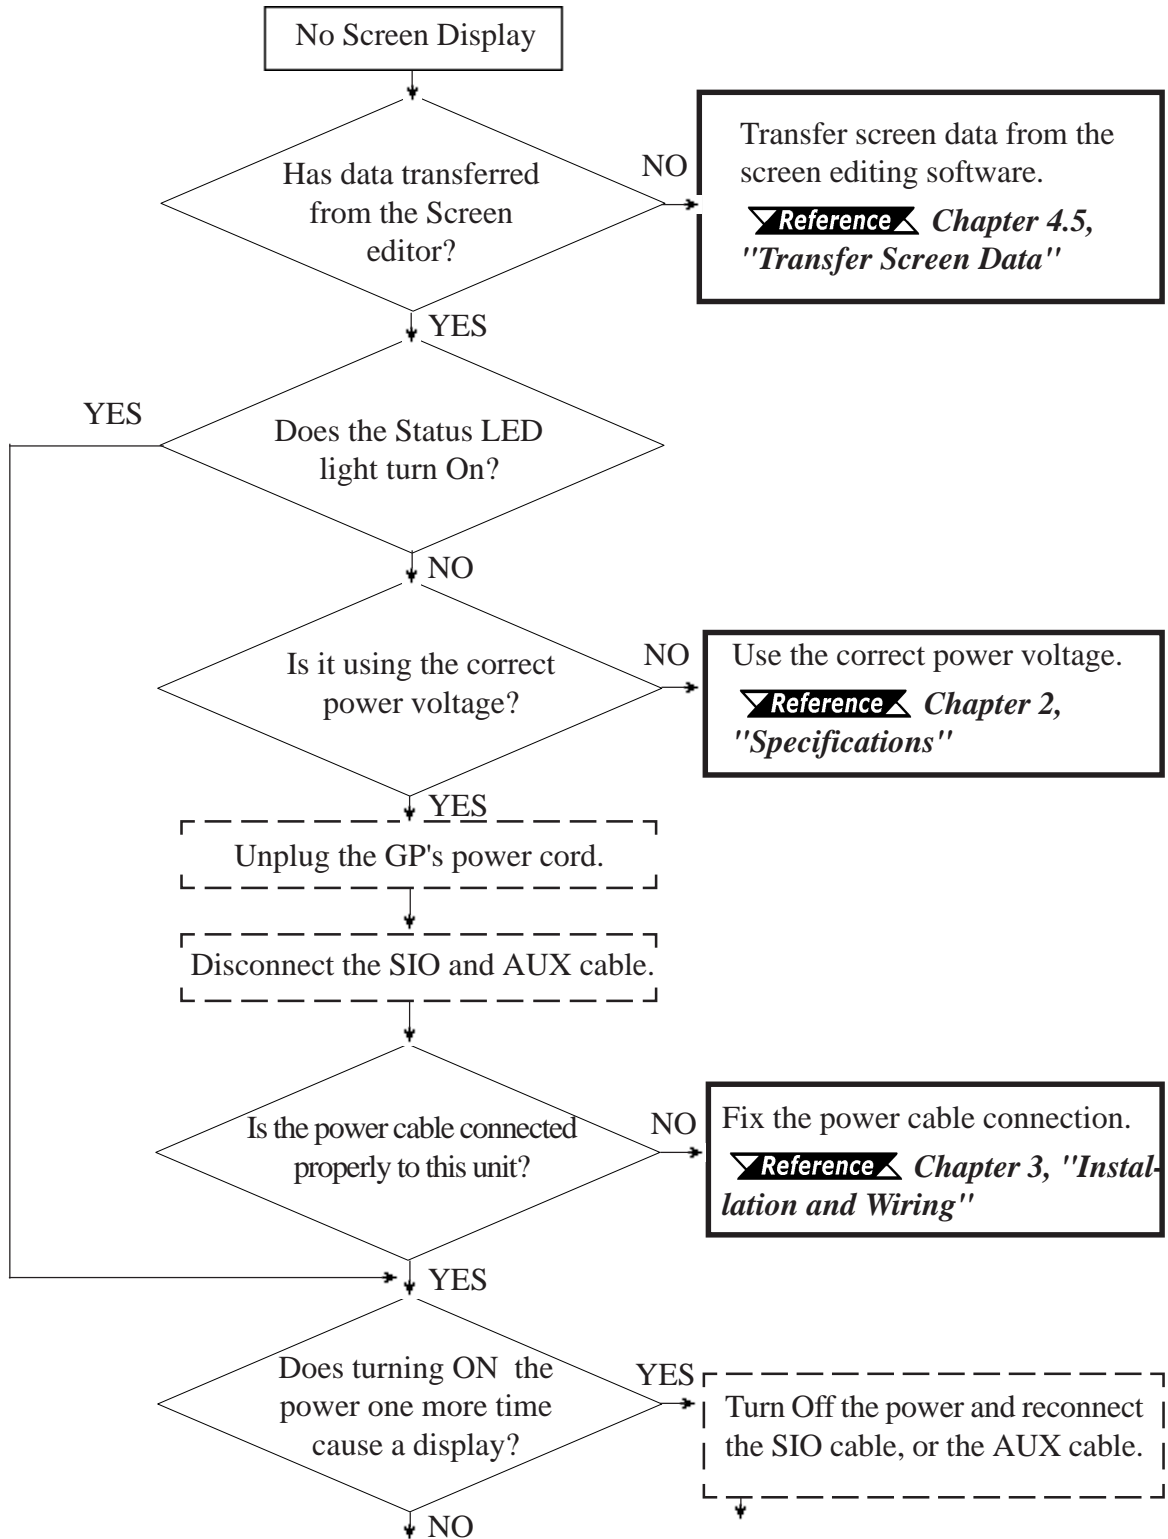 No Screen Display
Has data transferred
from the Screen
editor?
NO
Transfer screen data from the
screen editing software.
Reference Chapter 4.5,
"Transfer Screen Data"
YES
YES
Does the Status LED
light turn On?
NO
Is it using the correct
power voltage?
NO
Use the correct power voltage.
Reference Chapter 2,
"Specifications"
YES
Unplug the GP's power cord.
Disconnect the SIO and AUX cable.
Is the power cable connected
properly to this unit?
NO
Fix the power cable connection.
Reference Chapter 3, "Instal-
lation and Wiring"
YES
Does turning ON the
power one more time
cause a display?
YES
Turn Off the power and reconnect
the SIO cable, or the AUX cable.
NO